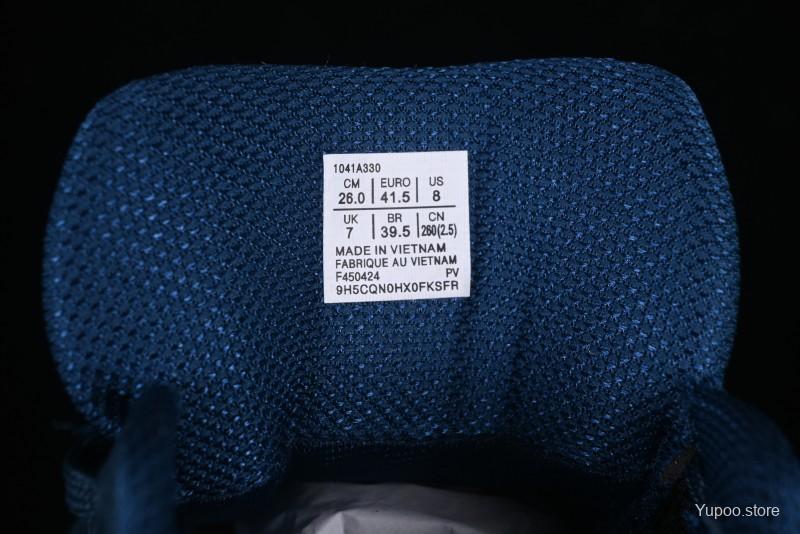 1041A330
CM EURO US
26.0 41.5 8
UK BR CN
7 39.5 260(2.5)
MADE IN VIETNAM
FABRIQUE AU VIETNAM
F450424 PV
9H5CQN0HX0FKSFR
Yupoo.store